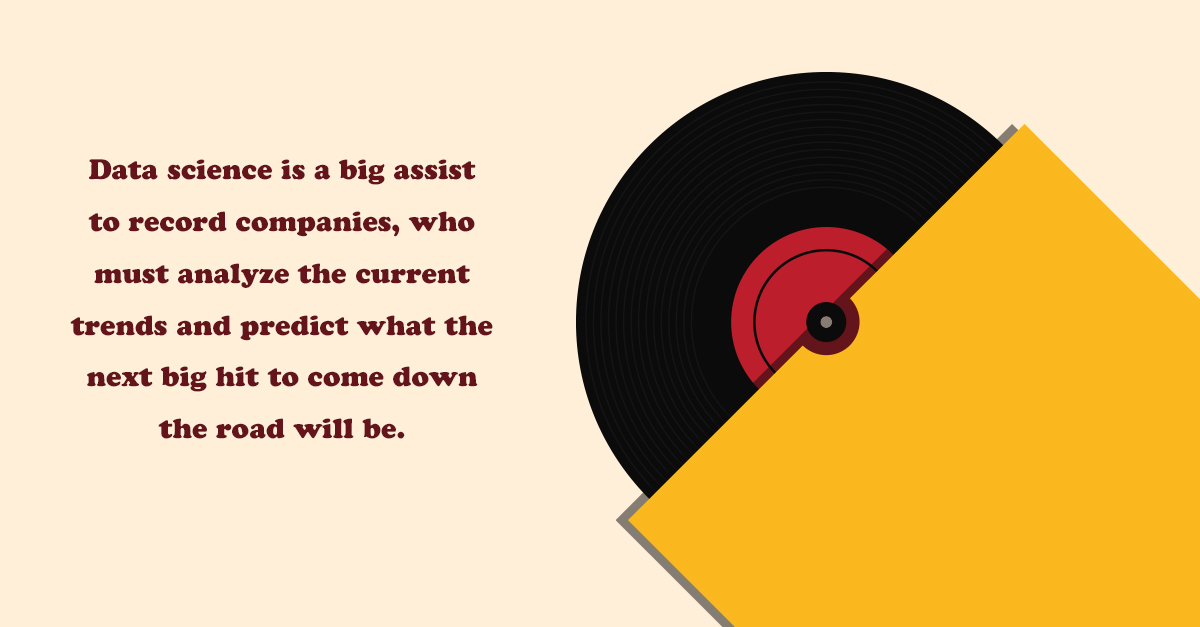 Data science is a big assist
to record companies, who
must analyze the current
trends and predict what the
next big hit to come down
the road will be.